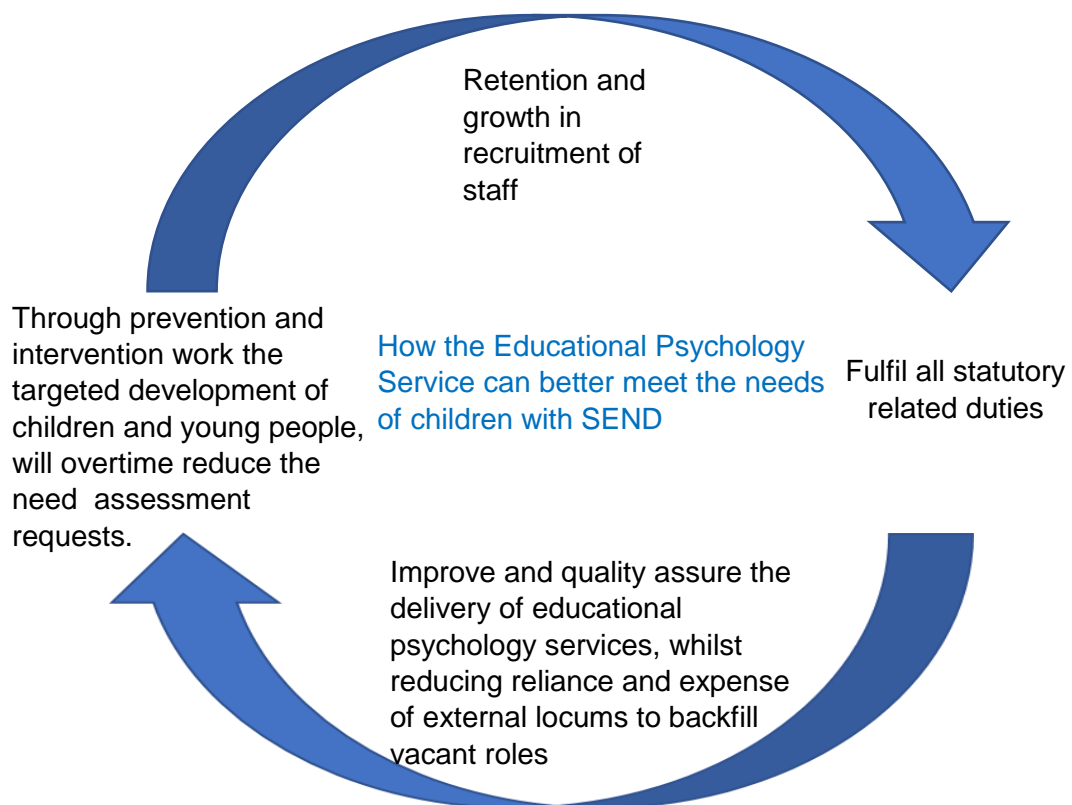 Retention and
growth in
recruitment of
staff
Through prevention and
intervention work the
targeted development of
children and young people,
will overtime reduce the
need  assessment
requests.
How the Educational Psychology
Service can better meet the needs
of children with SEND
Fulfil all statutory
related duties
Improve and quality assure the
delivery of educational
psychology services, whilst
reducing reliance and expense
of external locums to backfill
vacant roles